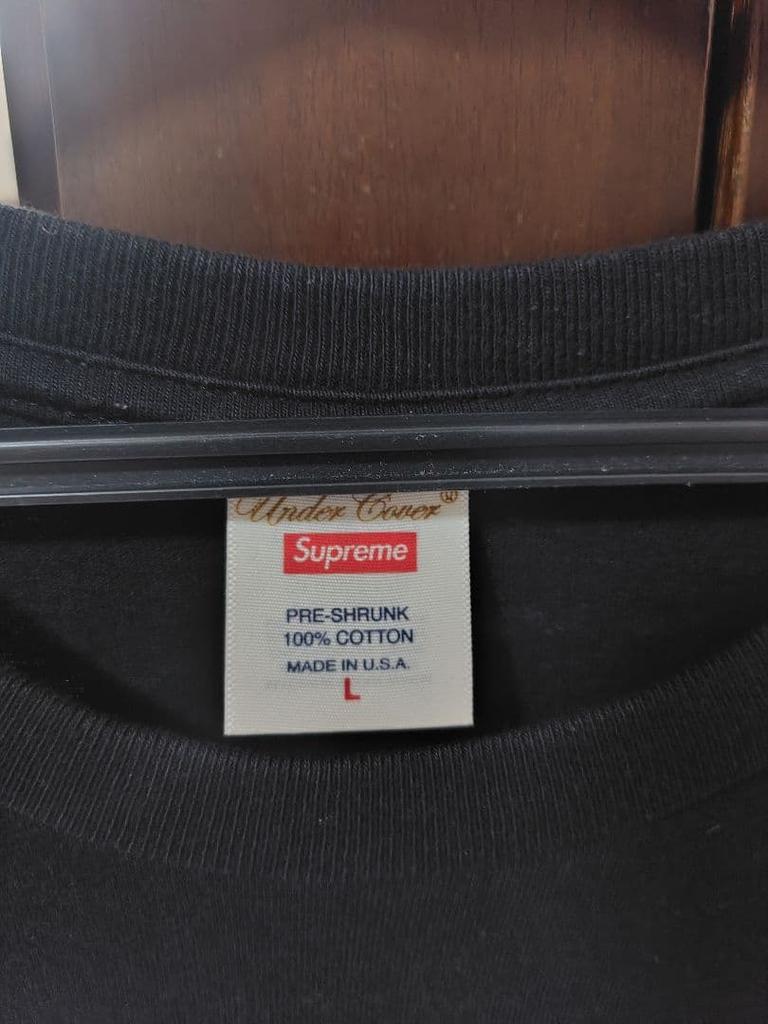 Under Cover®
Supreme
PRE-SHRUNK
100% COTTON
MADE IN U.S.A.
L